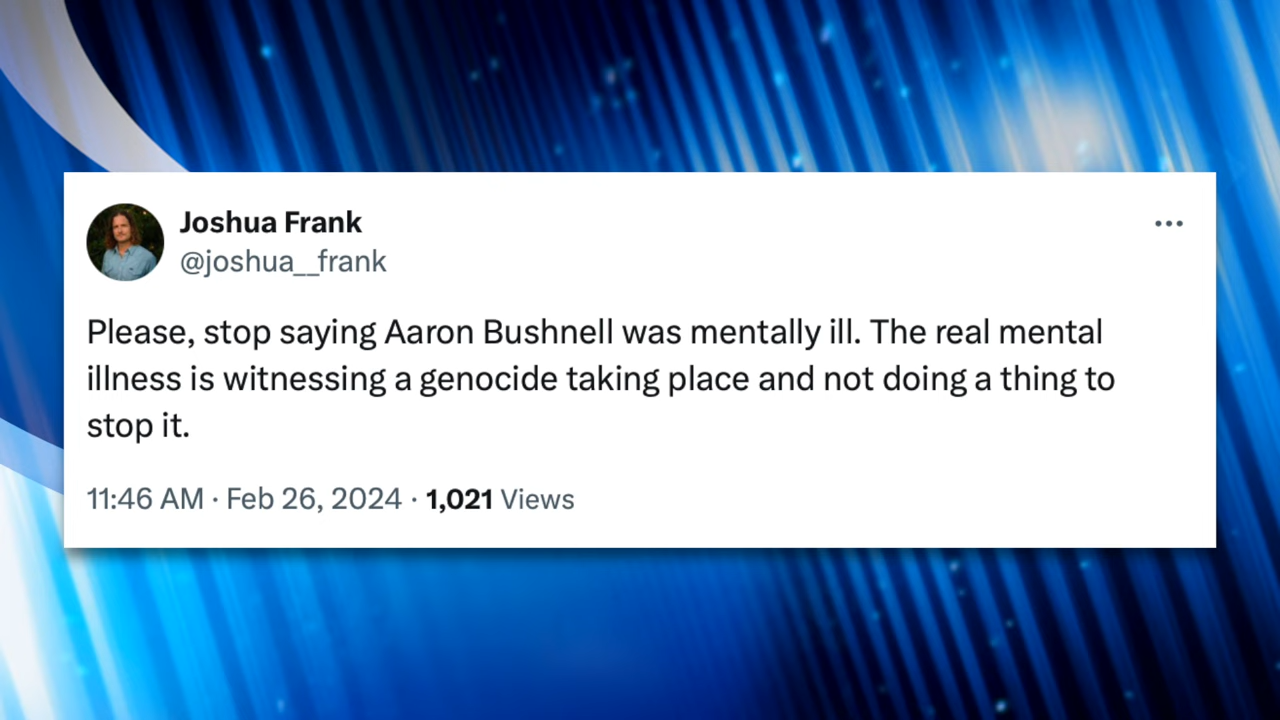 Joshua Frank
@joshua__frank
Please, stop saying Aaron Bushnell was mentally ill. The real mental
illness is witnessing a genocide taking place and not doing a thing to
stop it.
11:46 AM · Feb 26, 2024 · 1,021 Views